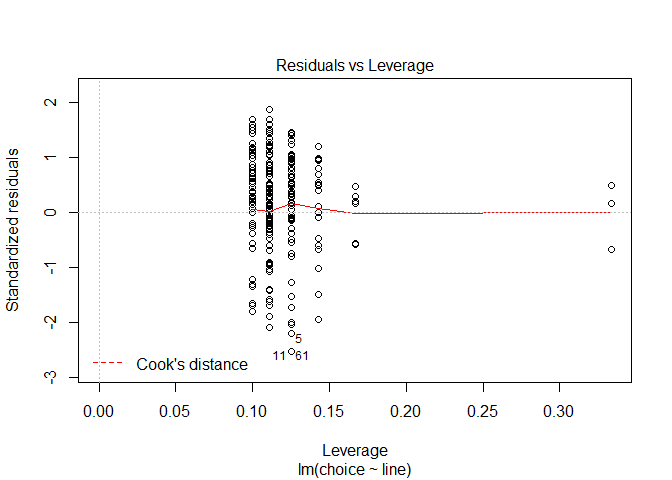 Residuals vs Leverage
Standardized residuals
2
1
0
-1
-2
-3
5
11 61
Cook's distance
0.00 0.05 0.10 0.15 0.20 0.25 0.30
Leverage
lm(choice ~ line)